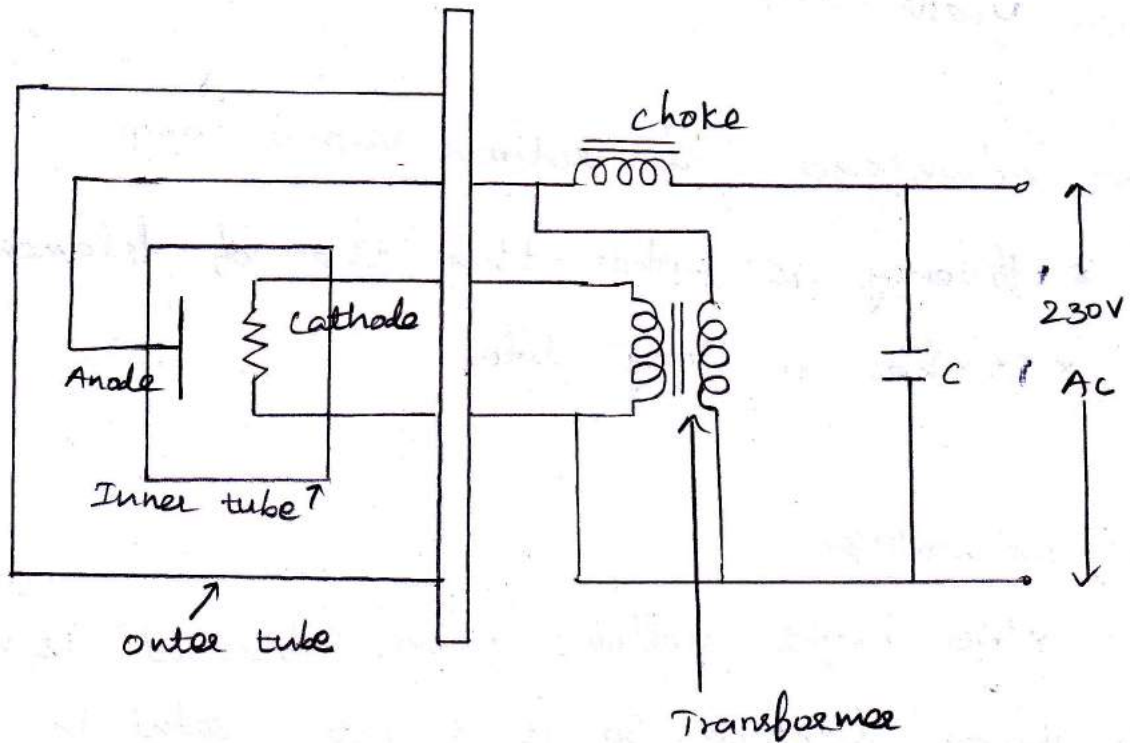 choke
cathode
Anode
230V
C
AC
Inner tube
outer tube
Transformer